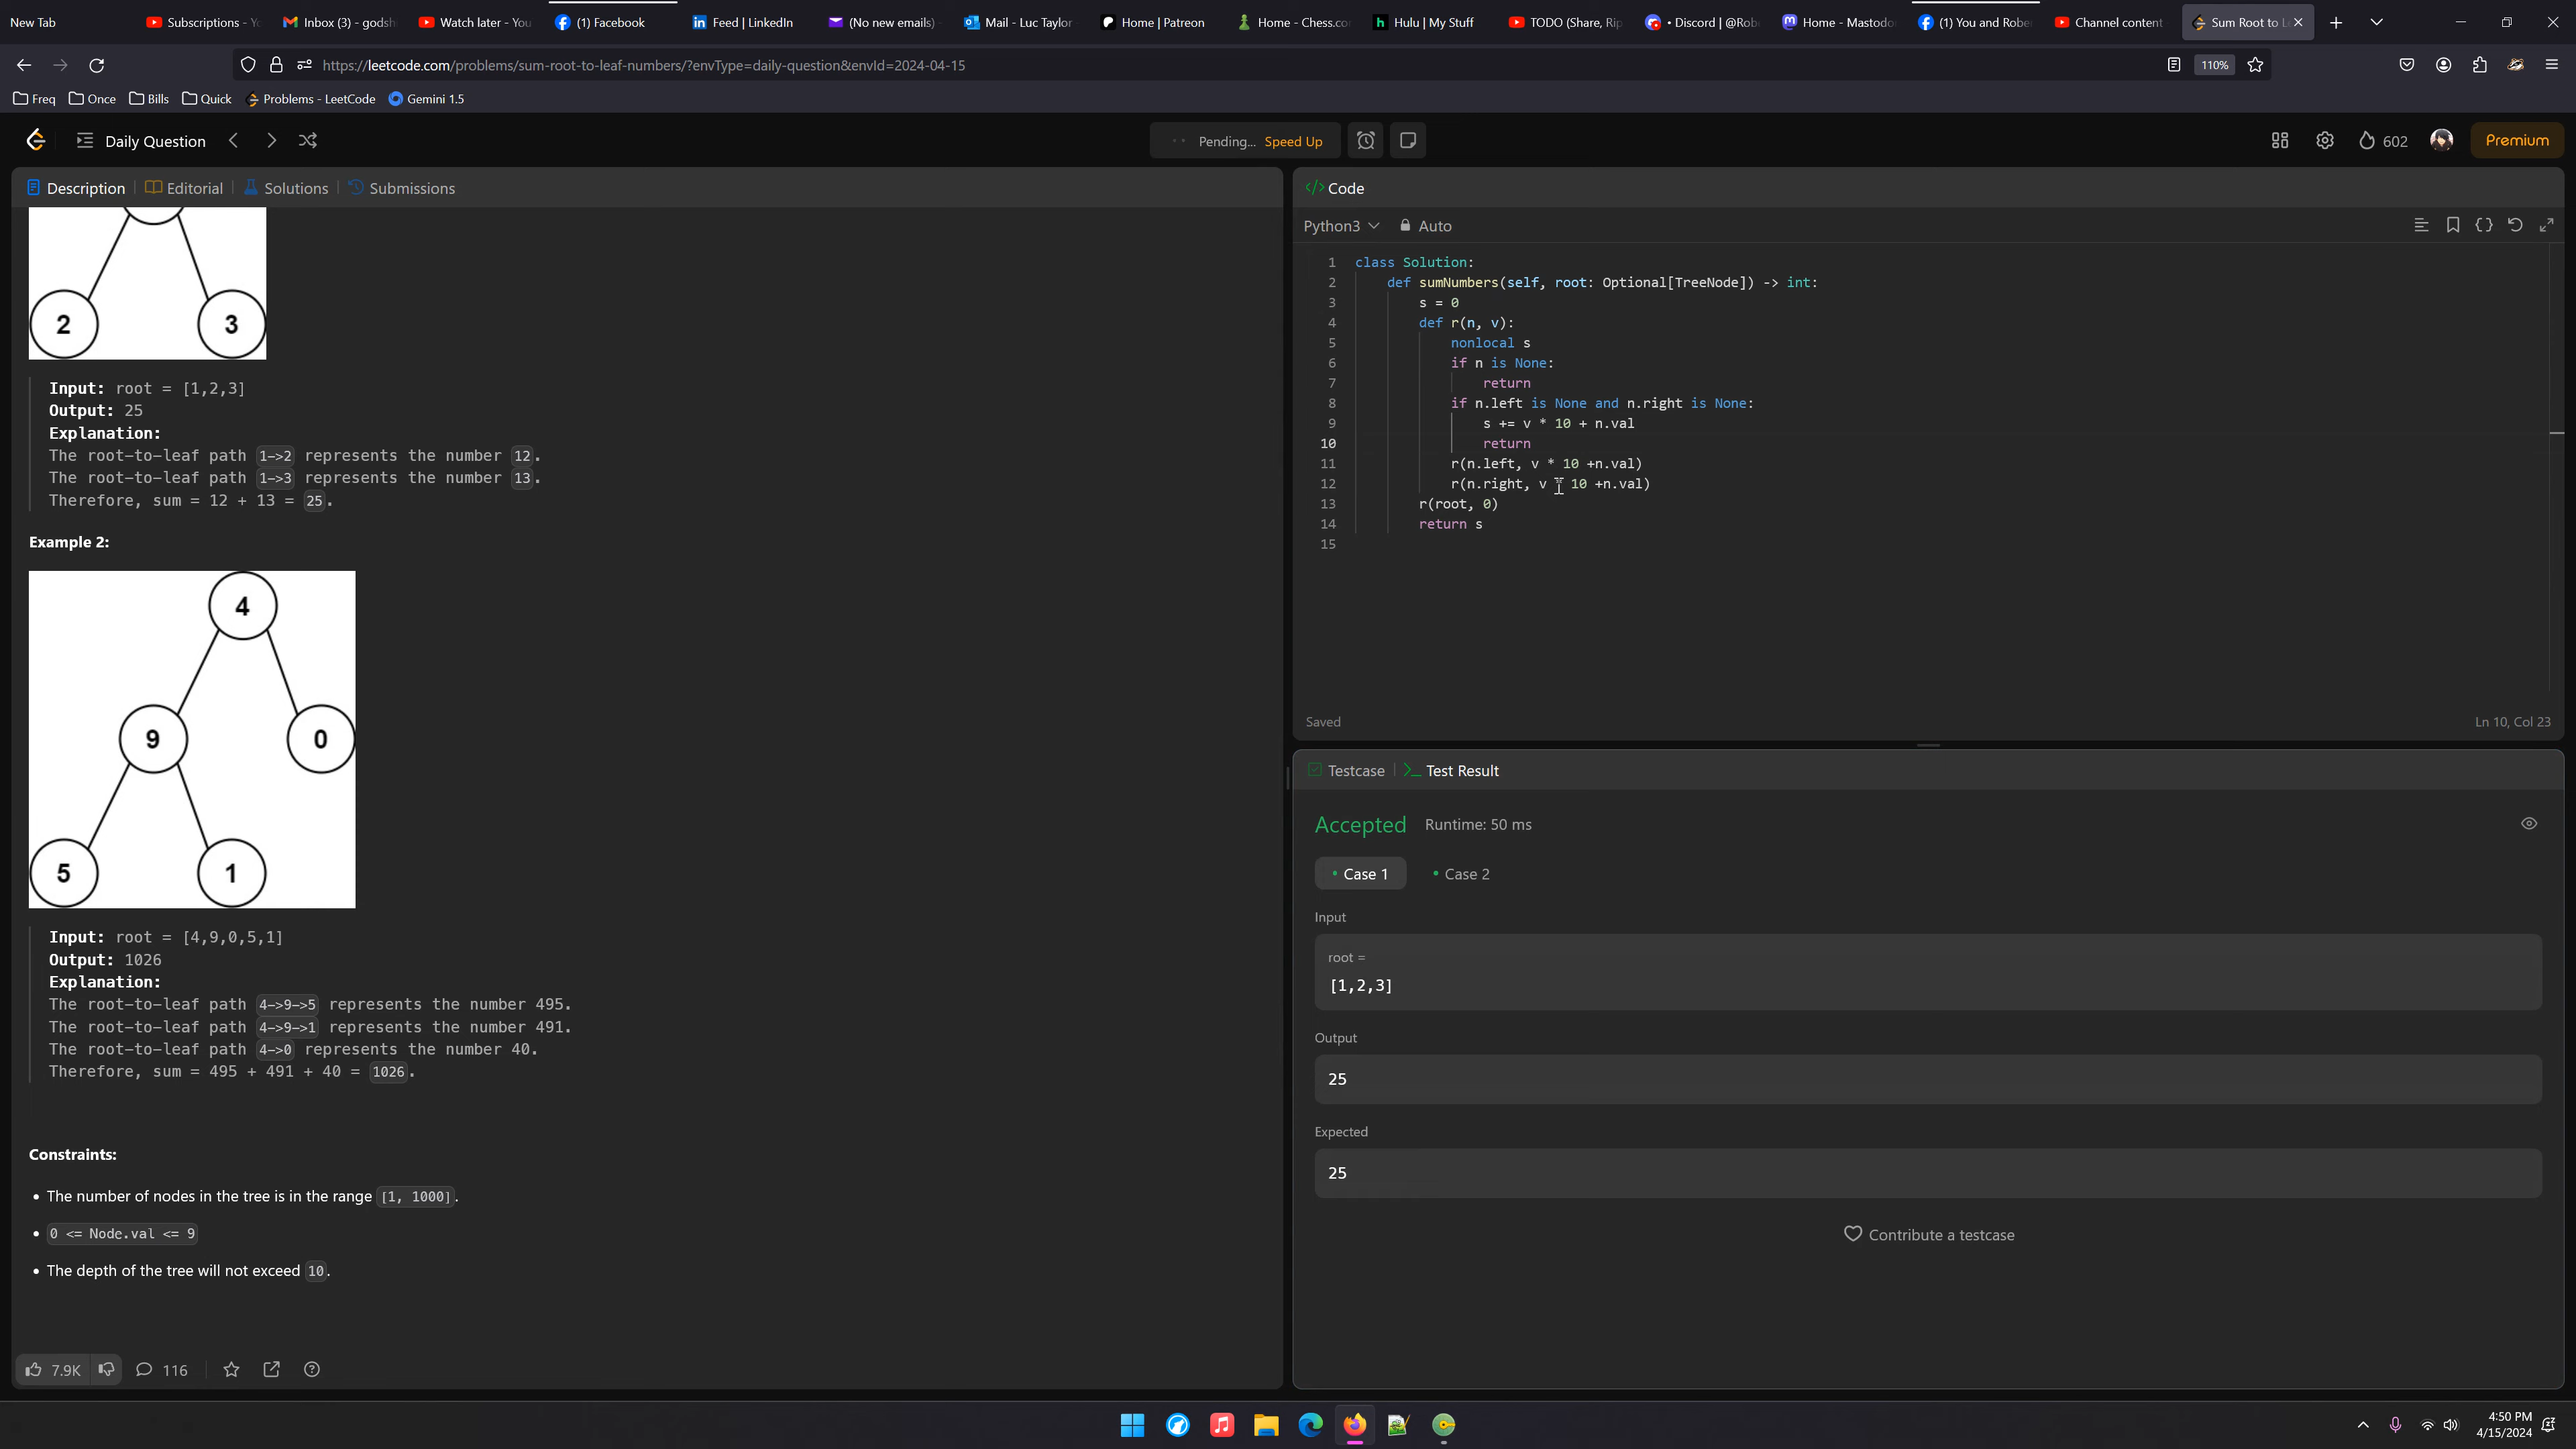 New Tab
Subscriptions - Yo
Inbox (3) - godsh
Watch later - You
(1) Facebook
Feed | LinkedIn
(No new emails) -
Mail - Luc Taylor
Home | Patreon
Home - Chess.co
Hulu | My Stuff
TODO (Share, Rip
• Discord | @Rob
Home - Mastodo
(1) You and Rober
Channel content
Sum Root to Le
https://leetcode.com/problems/sum-root-to-leaf-numbers/?envType=daily-question&envId=2024-04-15
110%
Freq
Once
Bills
Quick
Problems - LeetCode
Gemini 1.5
Daily Question
Pending...
Speed Up
602
Premium
Description
Editorial
Solutions
Submissions
2
3
Input: root = [1,2,3]
Output: 25
Explanation:
The root-to-leaf path 1->2 represents the number 12.
The root-to-leaf path 1->3 represents the number 13.
Therefore, sum = 12 + 13 = 25.
Example 2:
4
9
0
5
1
Input: root = [4,9,0,5,1]
Output: 1026
Explanation:
The root-to-leaf path 4->9->5 represents the number 495.
The root-to-leaf path 4->9->1 represents the number 491.
The root-to-leaf path 4->0 represents the number 40.
Therefore, sum = 495 + 491 + 40 = 1026.
Constraints:
• The number of nodes in the tree is in the range [1, 1000].
• 0 <= Node.val <= 9
• The depth of the tree will not exceed 10.
7.9K
116
</> Code
Python3
Auto
1 class Solution:
2 def sumNumbers(self, root: Optional[TreeNode]) -> int:
3 s = 0
4 def r(n, v):
5 nonlocal s
6 if n is None:
7 return
8 if n.left is None and n.right is None:
9 s += v * 10 + n.val
10 return
11 r(n.left, v * 10 +n.val)
12 r(n.right, v * 10 +n.val)
13 r(root, 0)
14 return s
15
Saved
Ln 10, Col 23
Testcase
Test Result
Accepted
Runtime: 50 ms
• Case 1
• Case 2
Input
root =
[1,2,3]
Output
25
Expected
25
Contribute a testcase
4:50 PM
4/15/2024